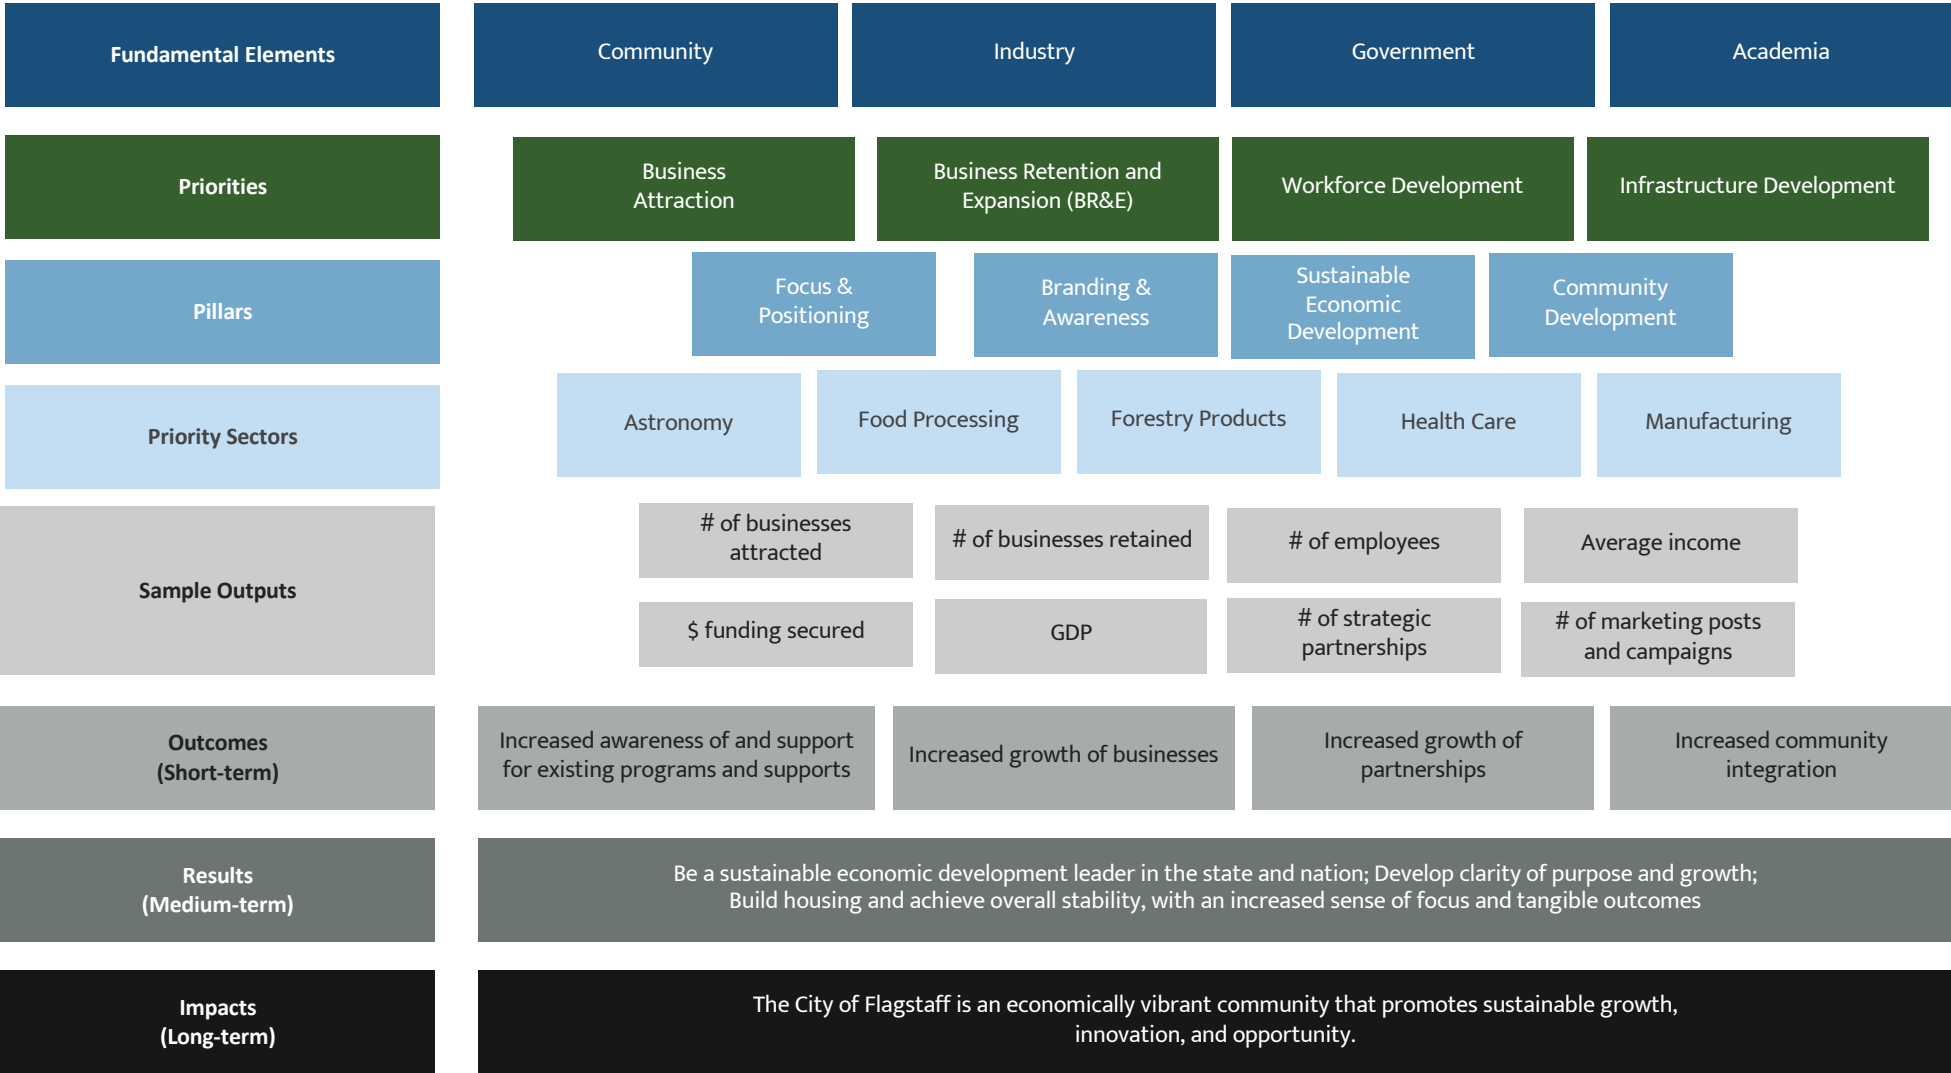 Fundamental Elements
Community
Industry
Government
Academia
Priorities
Business
Attraction
Business Retention and
Expansion (BR&E)
Workforce Development
Infrastructure Development
Pillars
Focus &
Positioning
Branding &
Awareness
Sustainable
Economic
Development
Community
Development
Priority Sectors
Astronomy
Food Processing
Forestry Products
Health Care
Manufacturing
Sample Outputs
# of businesses
attracted
# of businesses retained
# of employees
Average income
$ funding secured
GDP
# of strategic
partnerships
# of marketing posts
and campaigns
Outcomes
(Short-term)
Increased awareness of and support
for existing programs and supports
Increased growth of businesses
Increased growth of
partnerships
Increased community
integration
Results
(Medium-term)
Be a sustainable economic development leader in the state and nation; Develop clarity of purpose and growth;
Build housing and achieve overall stability, with an increased sense of focus and tangible outcomes
Impacts
(Long-term)
The City of Flagstaff is an economically vibrant community that promotes sustainable growth,
innovation, and opportunity.